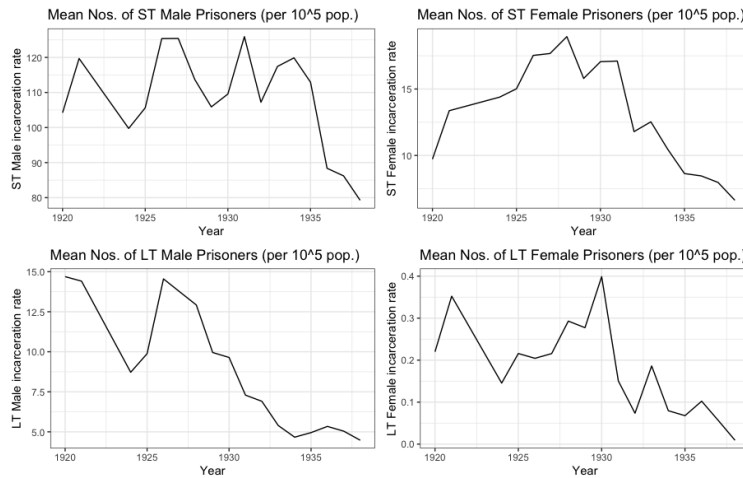 Mean Nos. of ST Male Prisoners (per 10^5 pop.)
ST Male incarceration rate
120
110
100
90
80
1920
1925
1930
1935
Year
Mean Nos. of ST Female Prisoners (per 10^5 pop.)
ST Female incarceration rate
15
10
1920
1925
1930
1935
Year
Mean Nos. of LT Male Prisoners (per 10^5 pop.)
LT Male incarceration rate
15.0
12.5
10.0
7.5
5.0
1920
1925
1930
1935
Year
Mean Nos. of LT Female Prisoners (per 10^5 pop.)
LT Female incarceration rate
0.4
0.3
0.2
0.1
0.0
1920
1925
1930
1935
Year